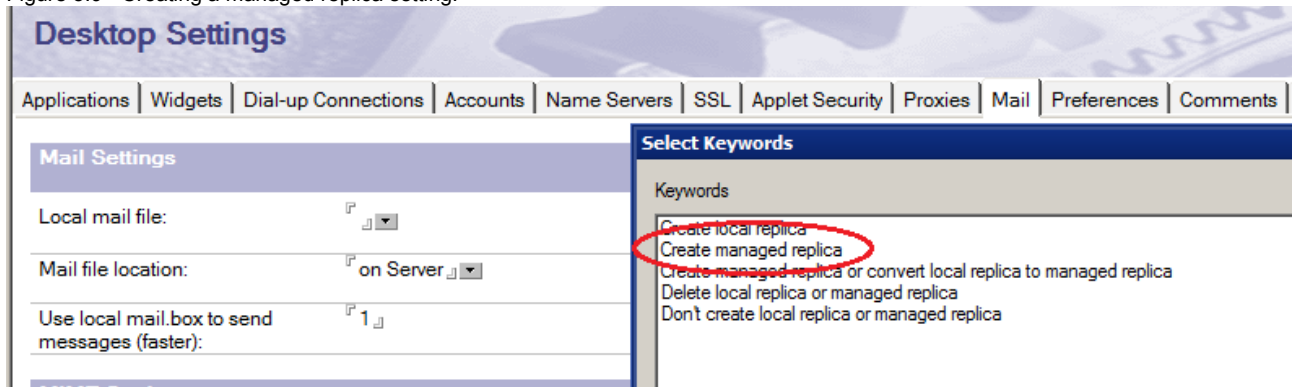 Desktop Settings
Applications Widgets Dial-up Connections Accounts Name Servers SSL Applet Security Proxies Mail Preferences Comments
Mail Settings
Local mail file:
Mail file location: on Server
Use local mail.box to send 1
messages (faster):
Select Keywords
Keywords
Create local replica
Create managed replica
Create managed replica or convert local replica to managed replica
Delete local replica or managed replica
Don't create local replica or managed replica